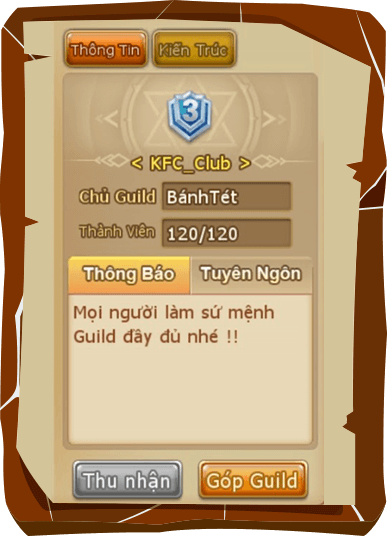 Thông Tin Kiến Trúc
3
< KFC_Club >
Chủ Guild BánhTét
Thành Viên 120/120
Thông Báo Tuyên Ngôn
Mọi người làm sứ mệnh
Guild đầy đủ nhé !!
Thu nhận Góp Guild